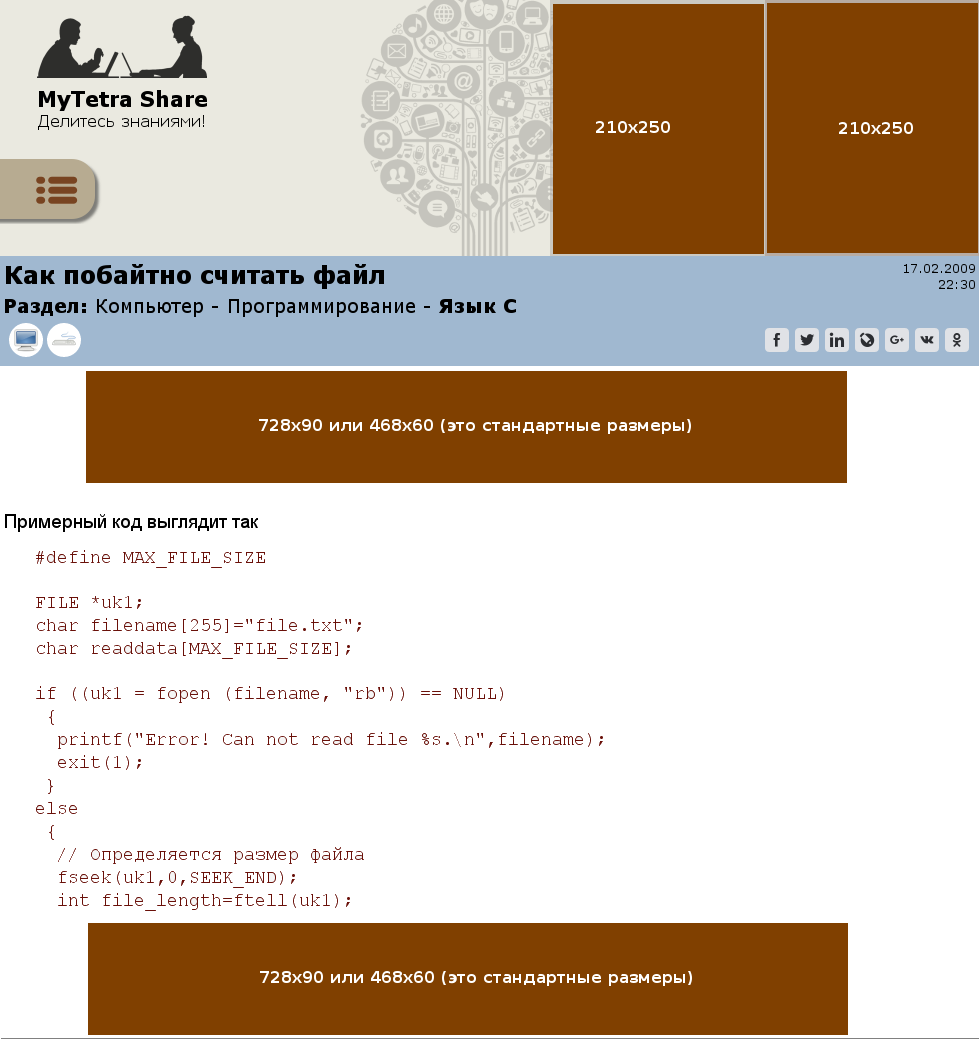 MyTetra Share
Делитесь знаниями!
210x250
210x250
Как побайтно считать файл
17.02.2009
22:30
Раздел: Компьютер - Программирование - Язык C
728x90 или 468x60 (это стандартные размеры)
Примерный код выглядит так
#define MAX_FILE_SIZE
FILE *uk1;
char filename[255]="file.txt";
char readdata[MAX_FILE_SIZE];
if ((uk1 = fopen (filename, "rb")) == NULL)
{
printf("Error! Can not read file %s.\n",filename);
exit(1);
}
else
{
// Определяется размер файла
fseek(uk1,0,SEEK_END);
int file_length=ftell(uk1);
728x90 или 468x60 (это стандартные размеры)